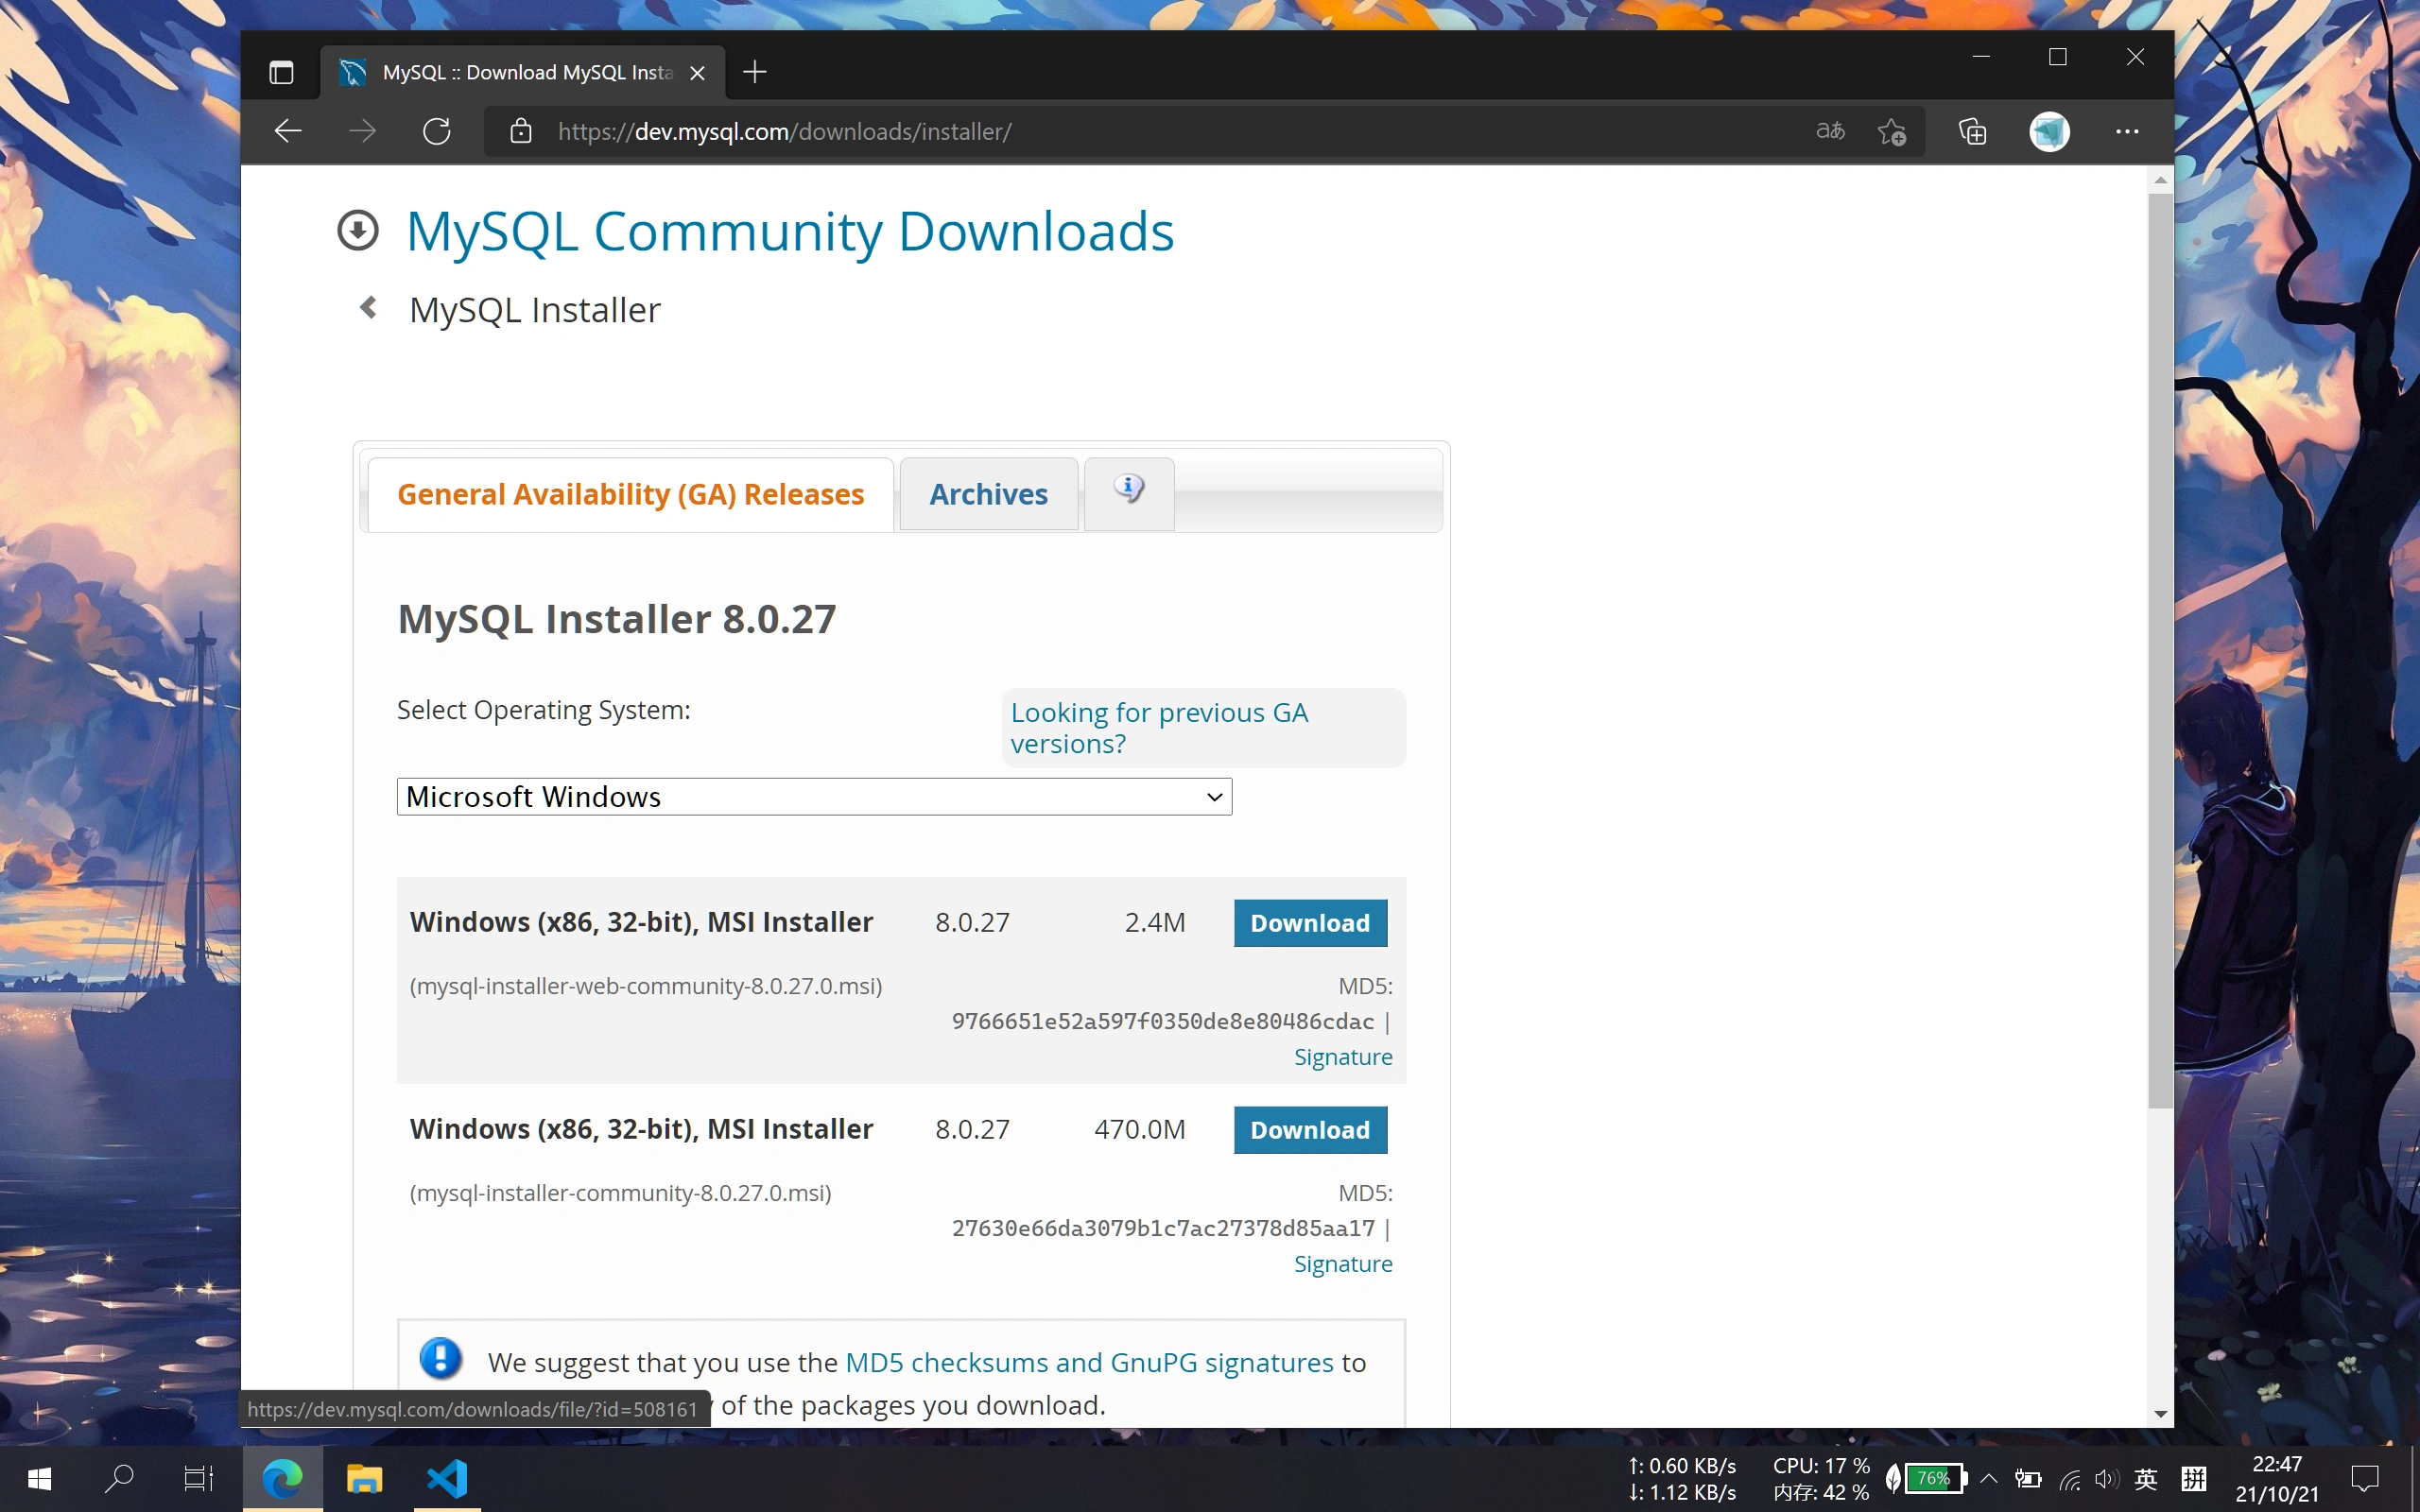 MySQL :: Download MySQL Insta
https://dev.mysql.com/downloads/installer/
aあ
MySQL Community Downloads
MySQL Installer
General Availability (GA) Releases
Archives
MySQL Installer 8.0.27
Select Operating System:
Looking for previous GA
versions?
Microsoft Windows
Windows (x86, 32-bit), MSI Installer 8.0.27 2.4M Download
(mysql-installer-web-community-8.0.27.0.msi) MD5:
9766651e52a597f0350de8e80486cdac |
Signature
Windows (x86, 32-bit), MSI Installer 8.0.27 470.0M Download
(mysql-installer-community-8.0.27.0.msi) MD5:
27630e66da3079b1c7ac27378d85aa17 |
Signature
We suggest that you use the MD5 checksums and GnuPG signatures to
of the packages you download.
https://dev.mysql.com/downloads/file/?id=508161
↑: 0.60 KB/s CPU: 17 %
↓: 1.12 KB/s 内存: 42 %
76%
英
拼
22:47
21/10/21